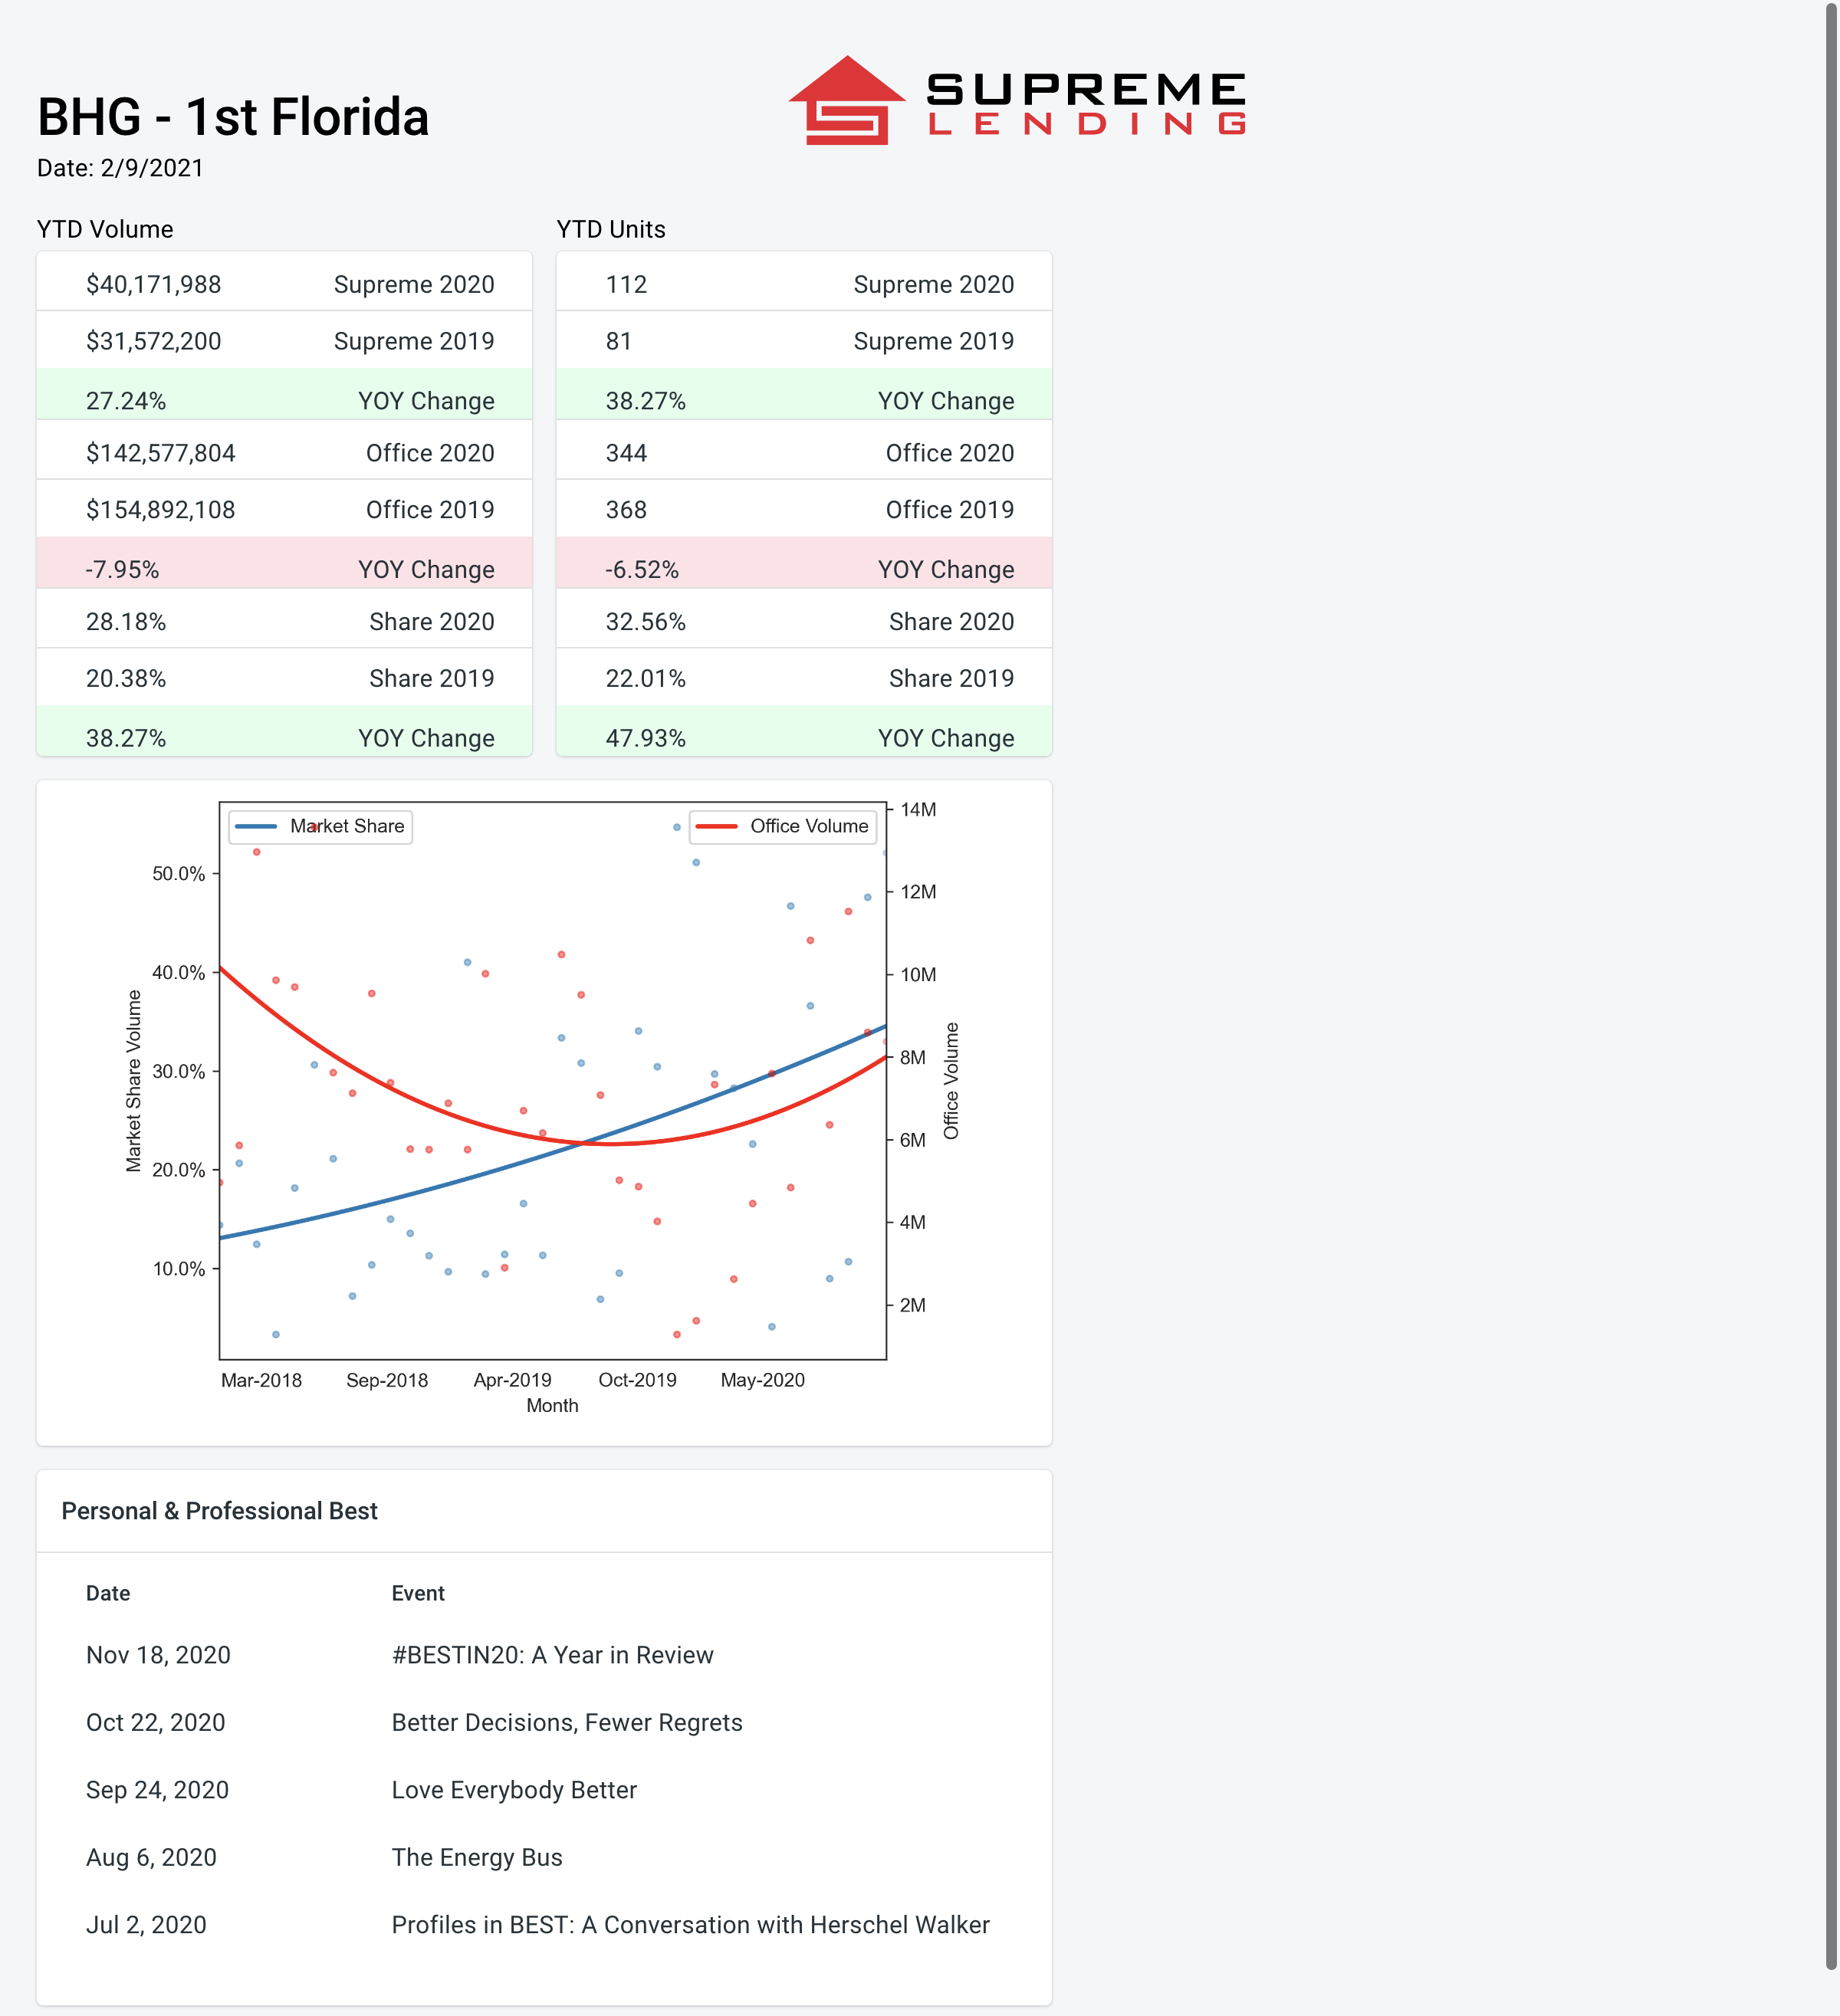 SUPREME
LENDING
BHG - 1st Florida
Date: 2/9/2021
YTD Volume
$40,171,988 Supreme 2020
$31,572,200 Supreme 2019
27.24% YOY Change
$142,577,804 Office 2020
$154,892,108 Office 2019
-7.95% YOY Change
28.18% Share 2020
20.38% Share 2019
38.27% YOY Change
YTD Units
112 Supreme 2020
81 Supreme 2019
38.27% YOY Change
344 Office 2020
368 Office 2019
-6.52% YOY Change
32.56% Share 2020
22.01% Share 2019
47.93% YOY Change
Market Share
Office Volume
Market Share Volume
50.0%
40.0%
30.0%
20.0%
10.0%
14M
12M
10M
8M
6M
4M
2M
Office Volume
Mar-2018 Sep-2018 Apr-2019 Oct-2019 May-2020
Month
Personal & Professional Best
Date Event
Nov 18, 2020 #BESTIN20: A Year in Review
Oct 22, 2020 Better Decisions, Fewer Regrets
Sep 24, 2020 Love Everybody Better
Aug 6, 2020 The Energy Bus
Jul 2, 2020 Profiles in BEST: A Conversation with Herschel Walker